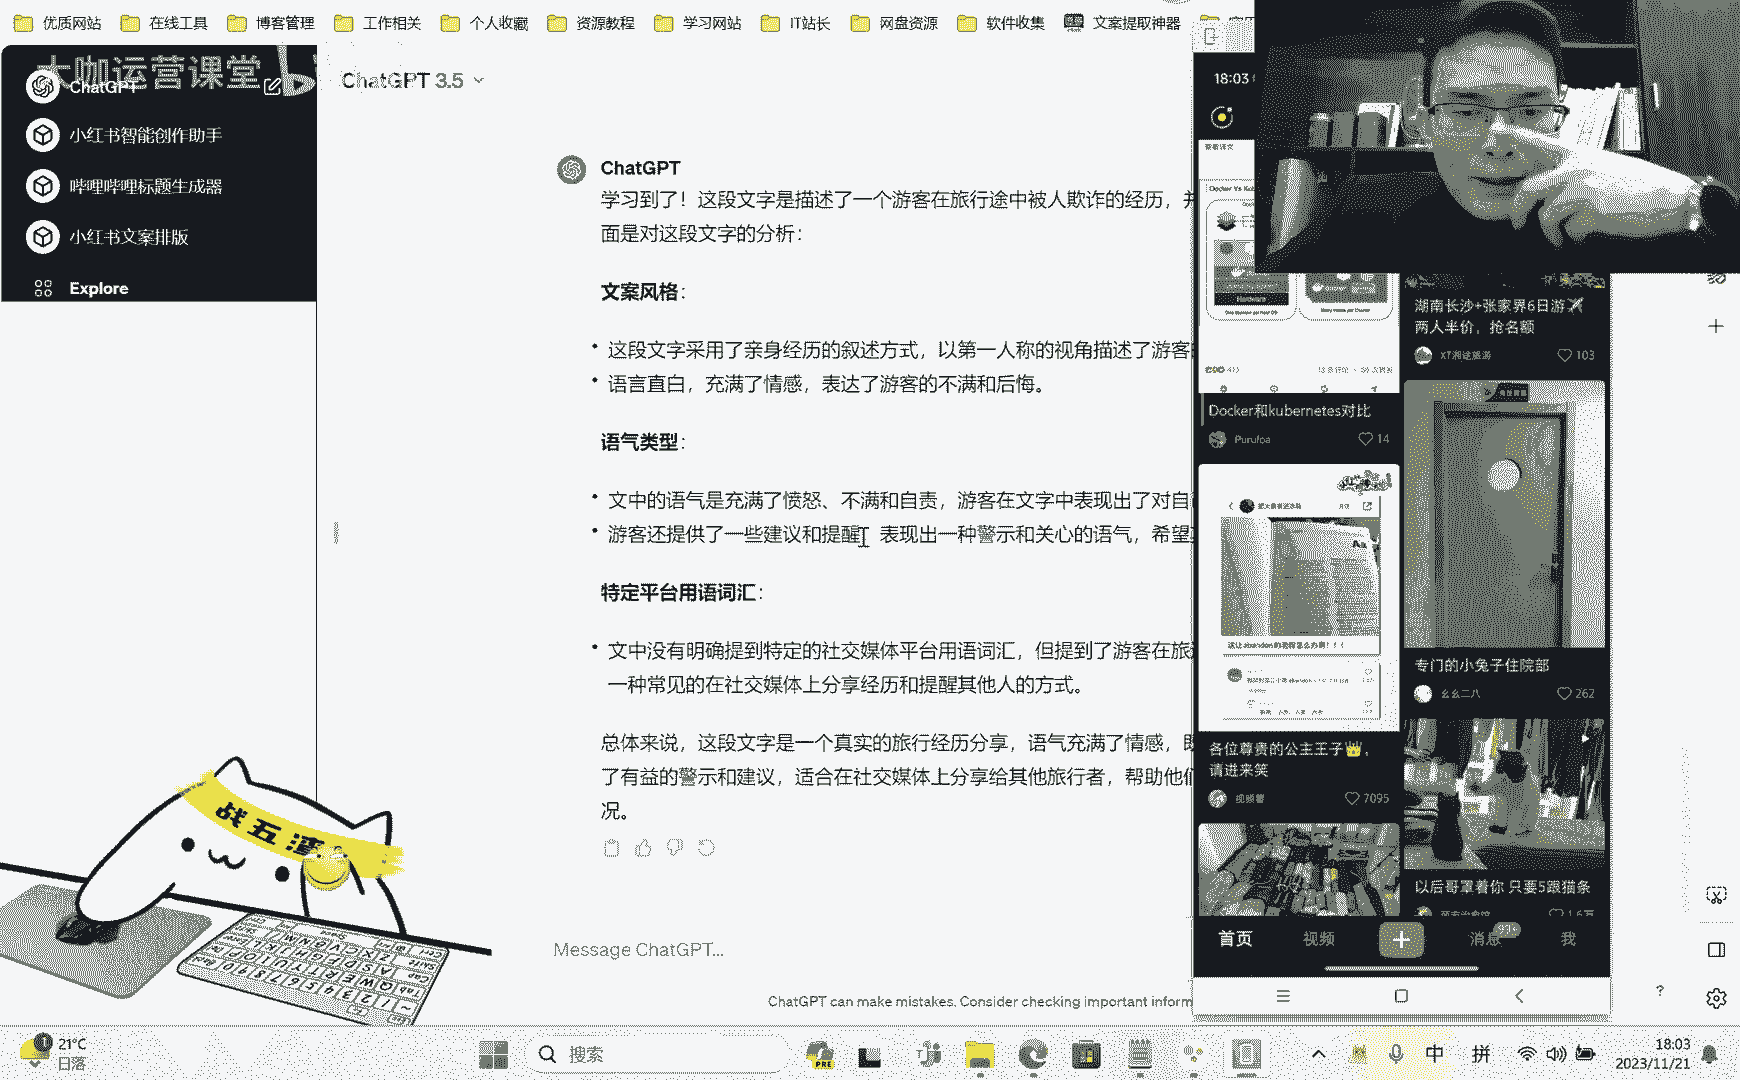 优质网站
在线工具
博客管理
工作相关
个人收藏
资源教程
学习网站
IT站长
网盘资源
软件收集
文案提取神器
大咖运营课堂
ChatGPT
小红书智能创作助手
哔哩哔哩标题生成器
小红书文案排版
Explore
ChatGPT 3.5
ChatGPT
学习到了！这段文字是描述了一个游客在旅行途中被人欺诈的经历，并
面是对这段文字的分析：
文案风格：
• 这段文字采用了亲身经历的叙述方式，以第一人称的视角描述了游客
• 语言直白，充满了情感，表达了游客的不满和后悔。
语气类型：
• 文中的语气是充满了愤怒、不满和自责，游客在文字中表现出了对自
• 游客还提供了一些建议和提醒，表现出一种警示和关心的语气，希望
特定平台用语词汇：
• 文中没有明确提到特定的社交媒体平台用语词汇，但提到了游客在旅
一种常见的在社交媒体上分享经历和提醒其他人的方式。
总体来说，这段文字是一个真实的旅行经历分享，语气充满了情感，既
了有益的警示和建议，适合在社交媒体上分享给其他旅行者，帮助他们
况。
Message ChatGPT...
ChatGPT can make mistakes. Consider checking important inform
18:03
Docker Vs
Docker和kubernetes对比
Purufoa
14
各位尊贵的公主王子👑，
请进来笑
7095
湖南长沙+张家界6日游✈
两人半价，抢名额
XT湘途旅游
103
专门的小兔子住院部
幺幺二八
262
以后哥罩着你 只要5跟猫条
1.6万
首页
视频
消息
我
战五渣
21°C
日落
搜索
PRE
中
拼
18:03
2023/11/21